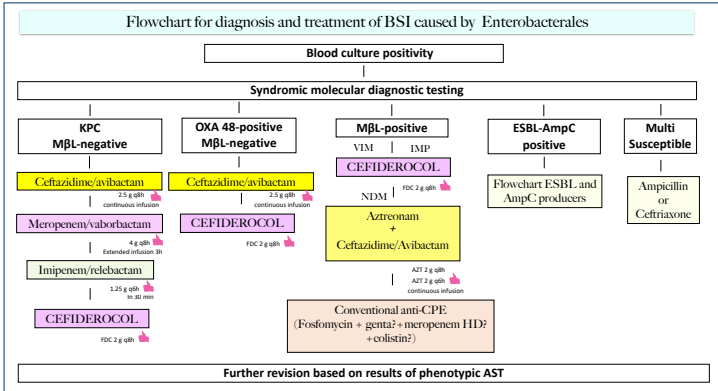 Flowchart for diagnosis and treatment of BSI caused by Enterobacterales
Blood culture positivity
Syndromic molecular diagnostic testing
KPC
MβL-negative
Ceftazidime/avibactam
2.5 g q8h
continuous infusion
Meropenem/vaborbactam
4 g q8h
Extended infusion 3h
Imipenem/relebactam
1.25 g q6h
In 30 min
CEFIDEROCOL
FDC 2 g q8h
OXA 48-positive
MβL-negative
Ceftazidime/avibactam
2.5 g q8h
continuous infusion
CEFIDEROCOL
FDC 2 g q8h
MβL-positive
VIM IMP
CEFIDEROCOL
FDC 2 g q8h
NDM
Aztreonam
+
Ceftazidime/Avibactam
AZT 2 g q8h
AZT 2 g q6h
continuous infusion
Conventional anti-CPE
(Fosfomycin + genta?+meropenem HD?
+colistin?)
ESBL-AmpC
positive
Flowchart ESBL and
AmpC producers
Multi
Susceptible
Ampicillin
or
Ceftriaxone
Further revision based on results of phenotypic AST